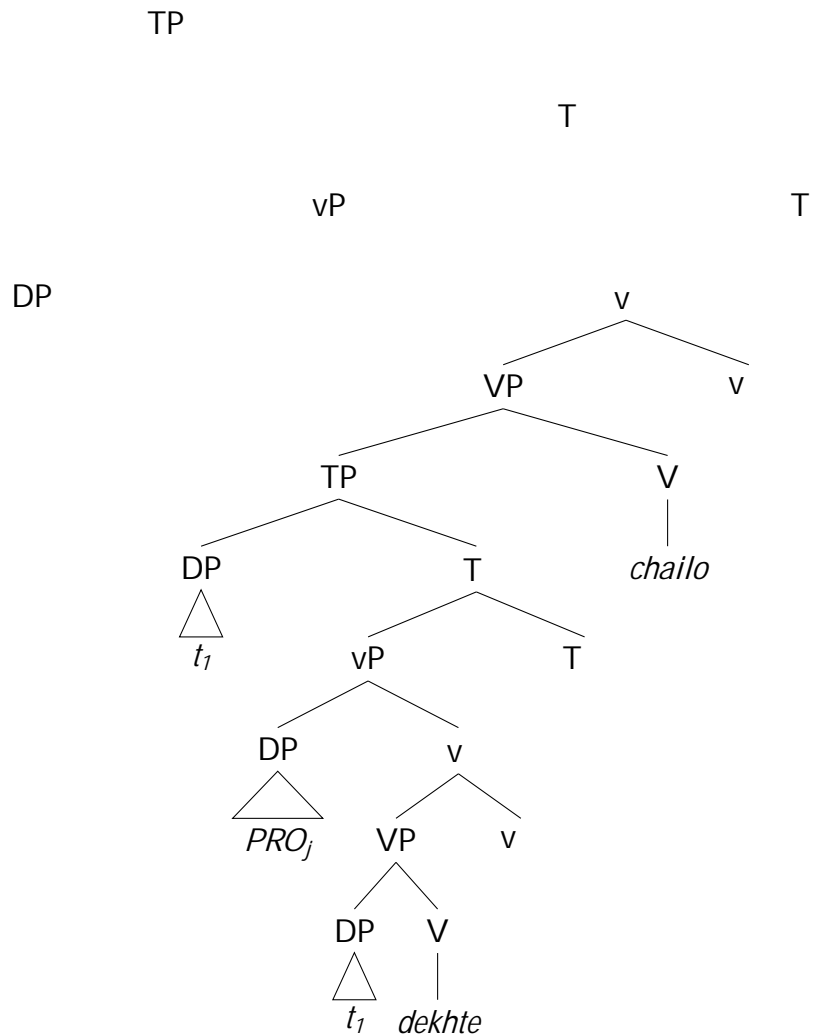 TP
T
vP T
DP v
VP v
TP V
DP T chailo
t₁ vP T
DP v
PROⱼ VP v
DP V
t₁ dekhte